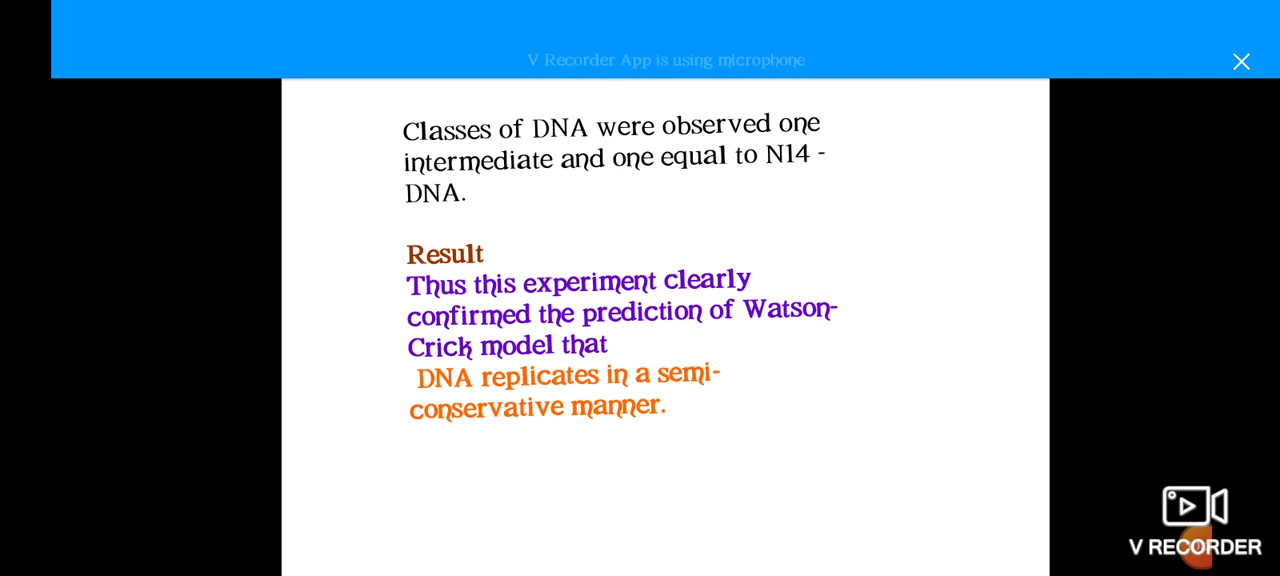 V Recorder App is using microphone
Classes of DNA were observed one
intermediate and one equal to N14 -
DNA.
Result
Thus this experiment clearly
confirmed the prediction of Watson-
Crick model that
DNA replicates in a semi-
conservative manner.
V RECORDER